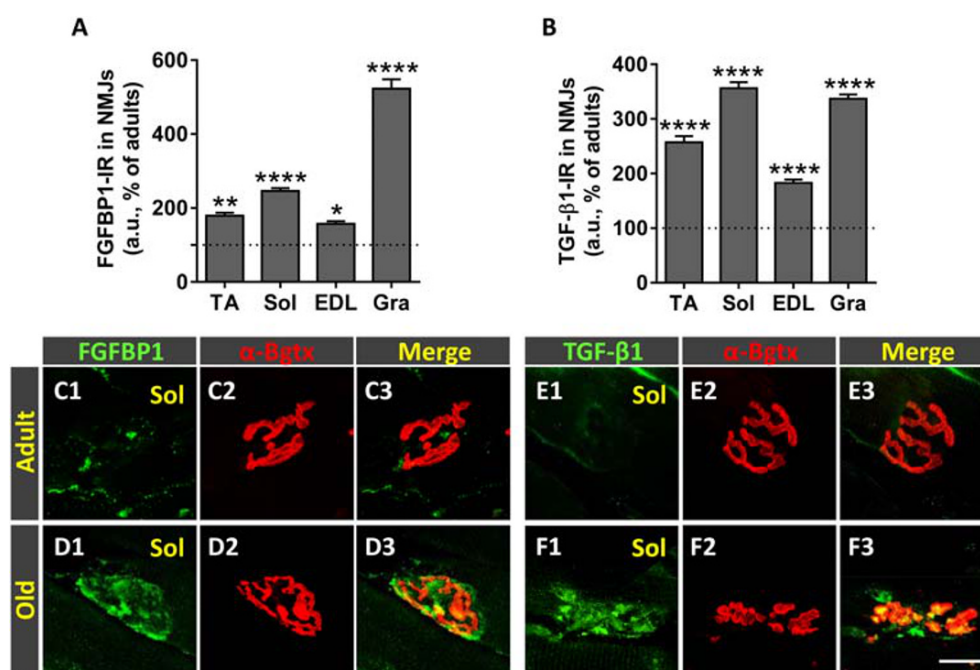 A
FGFBP1-IR in NMJs
(a.u., % of adults)
600
400
200
0
**
****
*
****
TA Sol EDL Gra
B
TGF-β1-IR in NMJs
(a.u., % of adults)
400
300
200
100
0
****
****
****
****
TA Sol EDL Gra
FGFBP1 α-Bgtx Merge TGF-β1 α-Bgtx Merge
Adult
C1 Sol C2 C3 E1 Sol E2 E3
Old
D1 Sol D2 D3 F1 Sol F2 F3